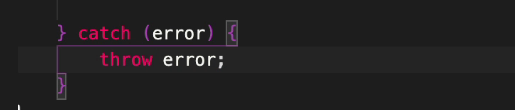 } catch (error) {
throw error;
}